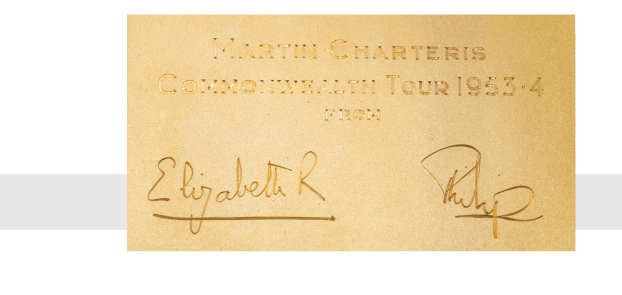 MARTIN CHARTERIS
COMMONWEALTH TOUR 1953-4
FROM
Elizabeth R Philip